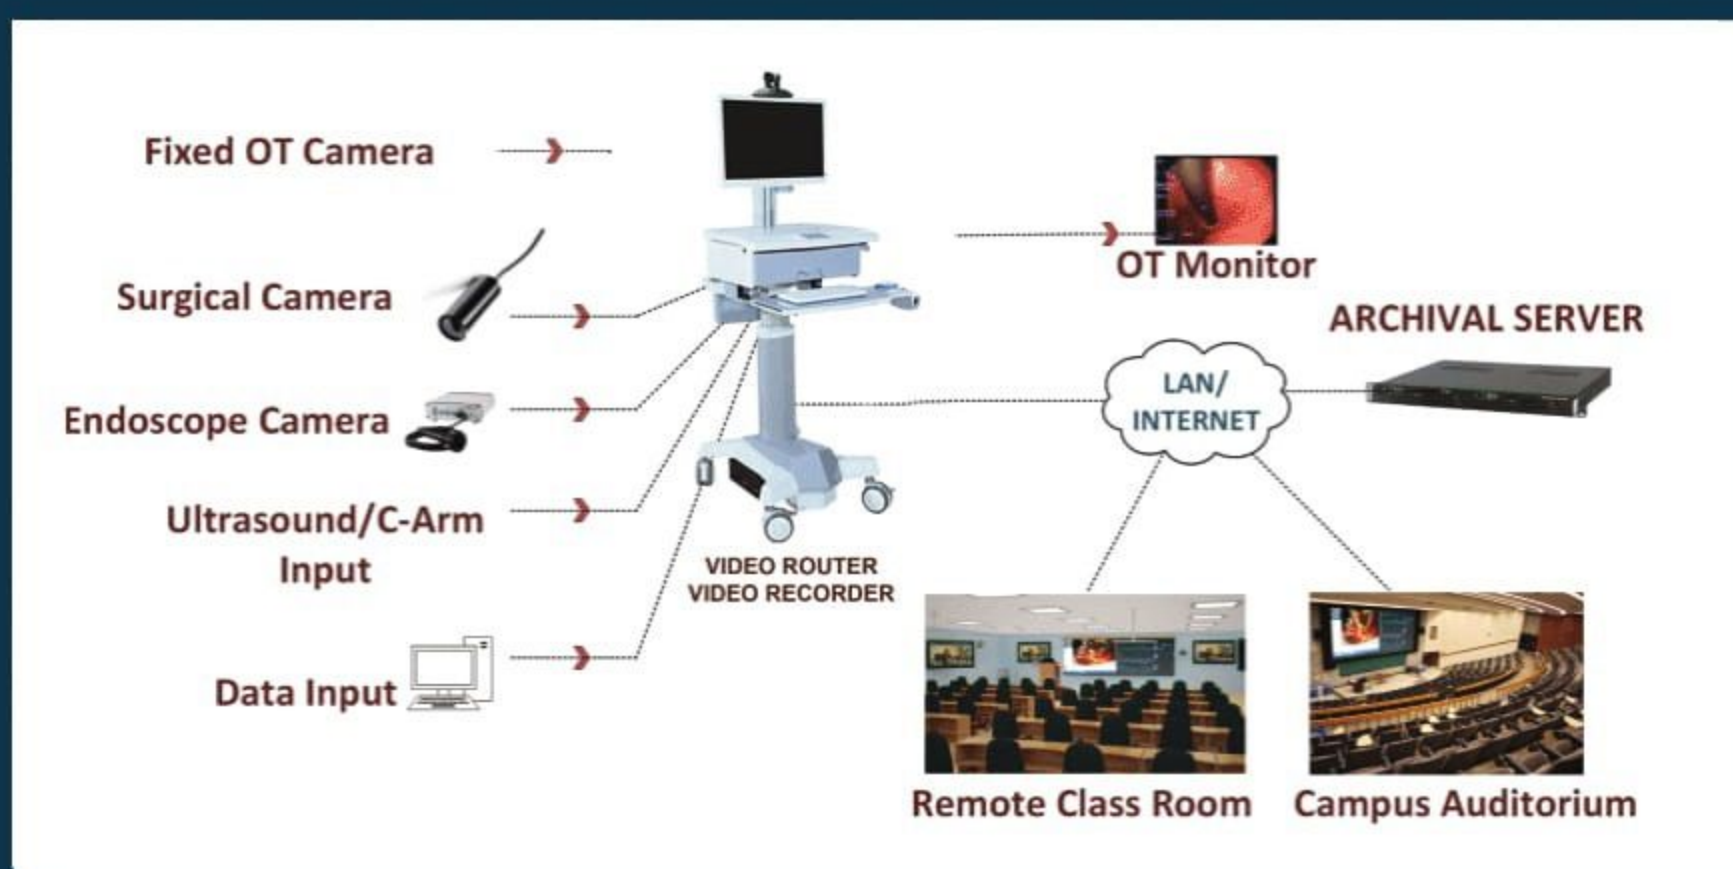 Fixed OT Camera
Surgical Camera
Endoscope Camera
Ultrasound/C-Arm
Input
Data Input
VIDEO ROUTER
VIDEO RECORDER
OT Monitor
ARCHIVAL SERVER
LAN/
INTERNET
Remote Class Room
Campus Auditorium